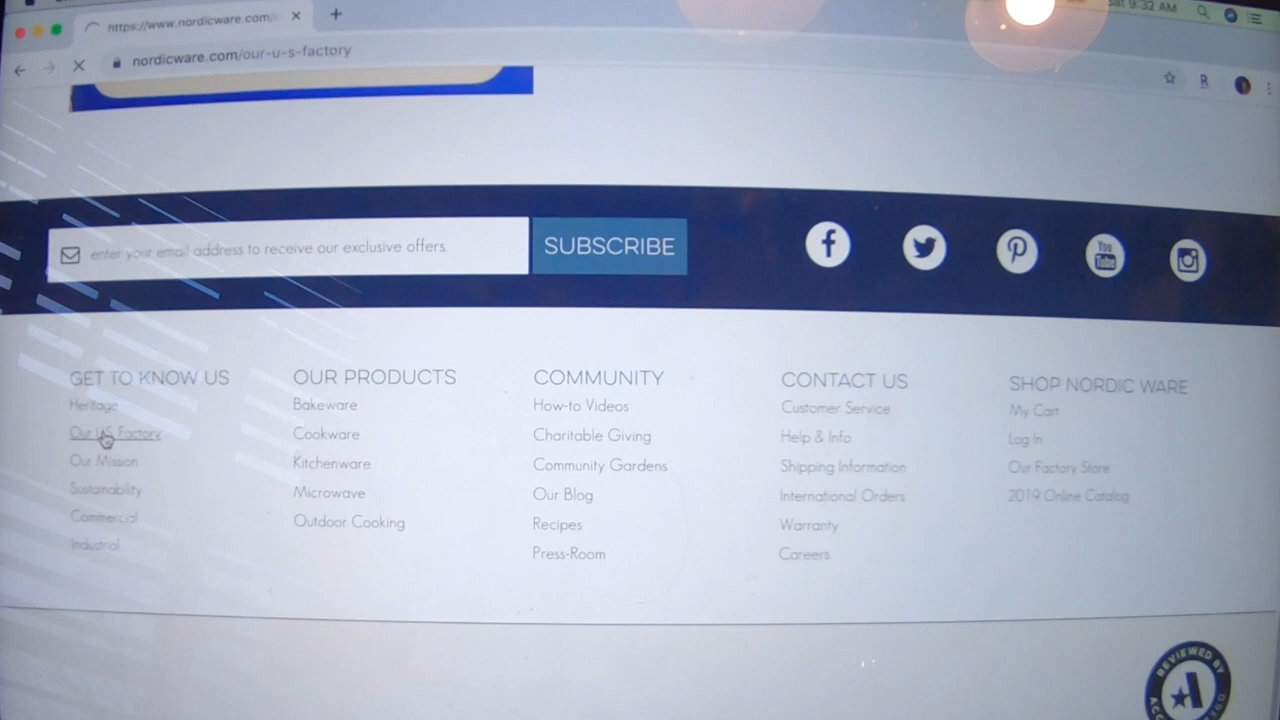 https://www.nordicware.com/
Sat 9:32 AM
nordicware.com/our-u-s-factory
enter your email address to receive our exclusive offers.
SUBSCRIBE
You
Tube
GET TO KNOW US
Heritage
Our US Factory
Our Mission
Sustainability
Commercial
Industrial
OUR PRODUCTS
Bakeware
Cookware
Kitchenware
Microwave
Outdoor Cooking
COMMUNITY
How-to Videos
Charitable Giving
Community Gardens
Our Blog
Recipes
Press-Room
CONTACT US
Customer Service
Help & Info
Shipping Information
International Orders
Warranty
Careers
SHOP NORDIC WARE
My Cart
Log In
Our Factory Store
2019 Online Catalog
REVIEWED BY
A